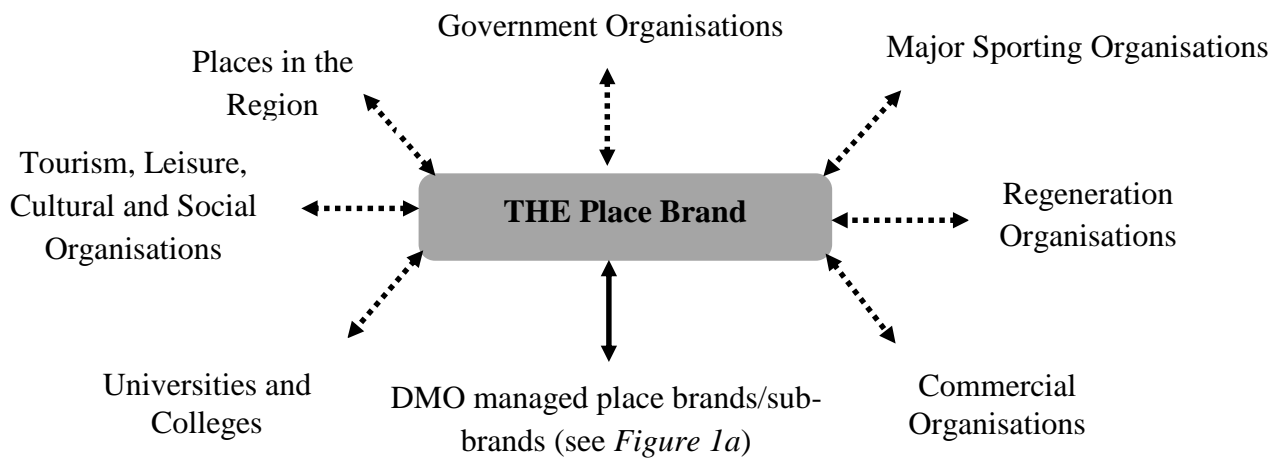 Government Organisations
Major Sporting Organisations
Places in the
Region
Tourism, Leisure,
Cultural and Social
Organisations
THE Place Brand
Regeneration
Organisations
Universities and
Colleges
DMO managed place brands/sub-
brands (see Figure 1a)
Commercial
Organisations